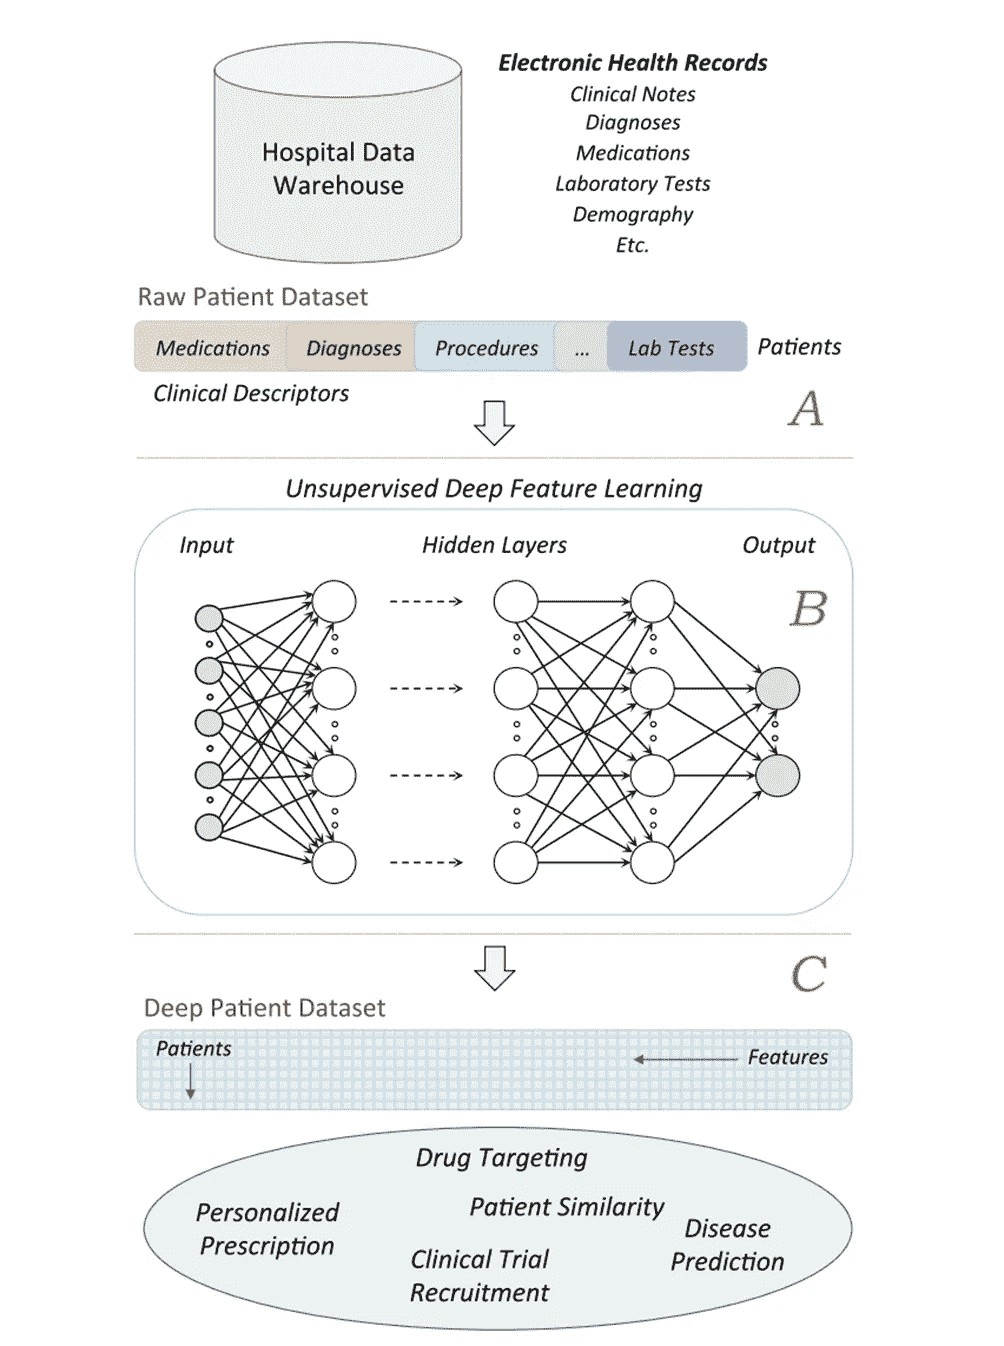 Electronic Health Records
Clinical Notes
Diagnoses
Medications
Laboratory Tests
Demography
Etc.
Hospital Data
Warehouse
Raw Patient Dataset
Medications Diagnoses Procedures ... Lab Tests Patients
Clinical Descriptors
A
Unsupervised Deep Feature Learning
Input Hidden Layers Output
B
C
Deep Patient Dataset
Patients Features
Drug Targeting
Patient Similarity
Personalized
Prescription
Disease
Prediction
Clinical Trial
Recruitment